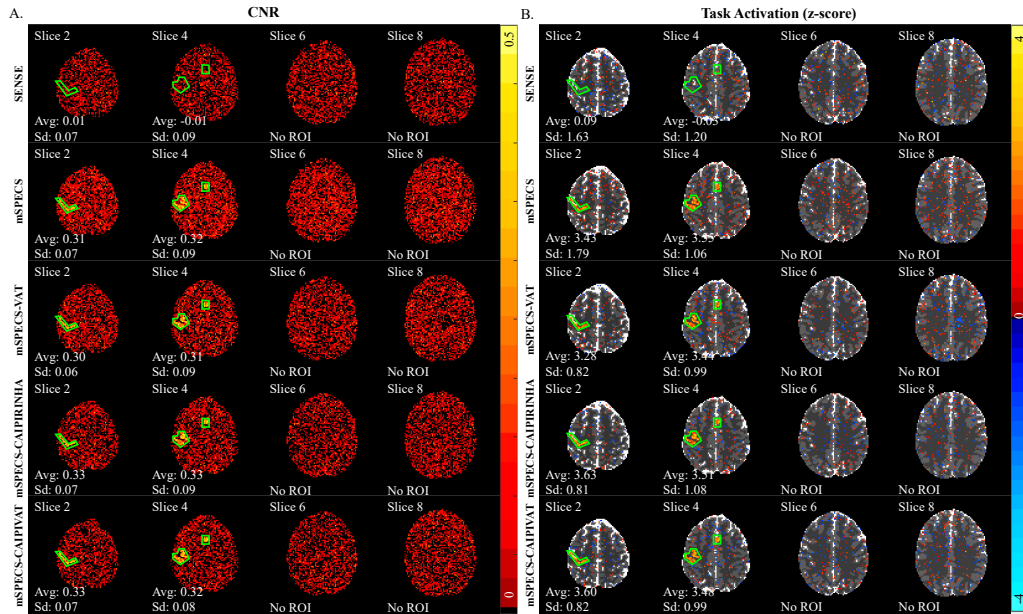 A.
CNR
SENSE
Slice 2
Slice 4
Slice 6
Slice 8
Avg: 0.01
Sd: 0.07
Avg: -0.01
Sd: 0.09
No ROI
No ROI
mSPECS
Slice 2
Slice 4
Slice 6
Slice 8
Avg: 0.31
Sd: 0.07
Avg: 0.32
Sd: 0.09
No ROI
No ROI
mSPECS-VAT
Slice 2
Slice 4
Slice 6
Slice 8
Avg: 0.30
Sd: 0.06
Avg: 0.31
Sd: 0.09
No ROI
No ROI
mSPECS-CAIPIRINHA
Slice 2
Slice 4
Slice 6
Slice 8
Avg: 0.33
Sd: 0.07
Avg: 0.33
Sd: 0.09
No ROI
No ROI
mSPECS-CAIPIVAT
Slice 2
Slice 4
Slice 6
Slice 8
Avg: 0.33
Sd: 0.07
Avg: 0.32
Sd: 0.08
No ROI
No ROI
0.5
0
B.
Task Activation (z-score)
SENSE
Slice 2
Slice 4
Slice 6
Slice 8
Avg: 0.09
Sd: 1.63
Avg: -0.05
Sd: 1.20
No ROI
No ROI
mSPECS
Slice 2
Slice 4
Slice 6
Slice 8
Avg: 3.43
Sd: 1.79
Avg: 3.55
Sd: 1.06
No ROI
No ROI
mSPECS-VAT
Slice 2
Slice 4
Slice 6
Slice 8
Avg: 3.28
Sd: 0.82
Avg: 3.44
Sd: 0.99
No ROI
No ROI
mSPECS-CAIPIRINHA
Slice 2
Slice 4
Slice 6
Slice 8
Avg: 3.63
Sd: 0.81
Avg: 3.51
Sd: 1.08
No ROI
No ROI
mSPECS-CAIPIVAT
Slice 2
Slice 4
Slice 6
Slice 8
Avg: 3.60
Sd: 0.82
Avg: 3.48
Sd: 0.99
No ROI
No ROI
4
0
-4